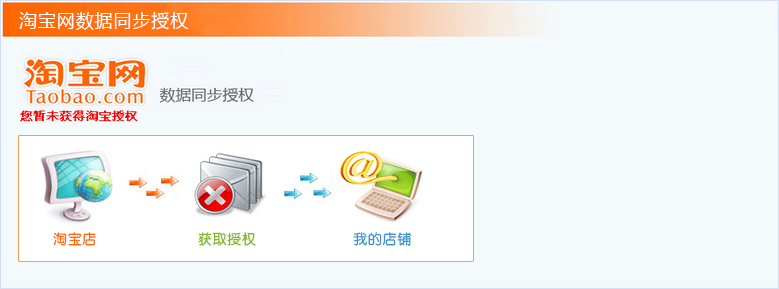 淘宝网数据同步授权
淘宝网
Taobao.com 数据同步授权
您暂未获得淘宝授权
@
淘宝店 获取授权 我的店铺